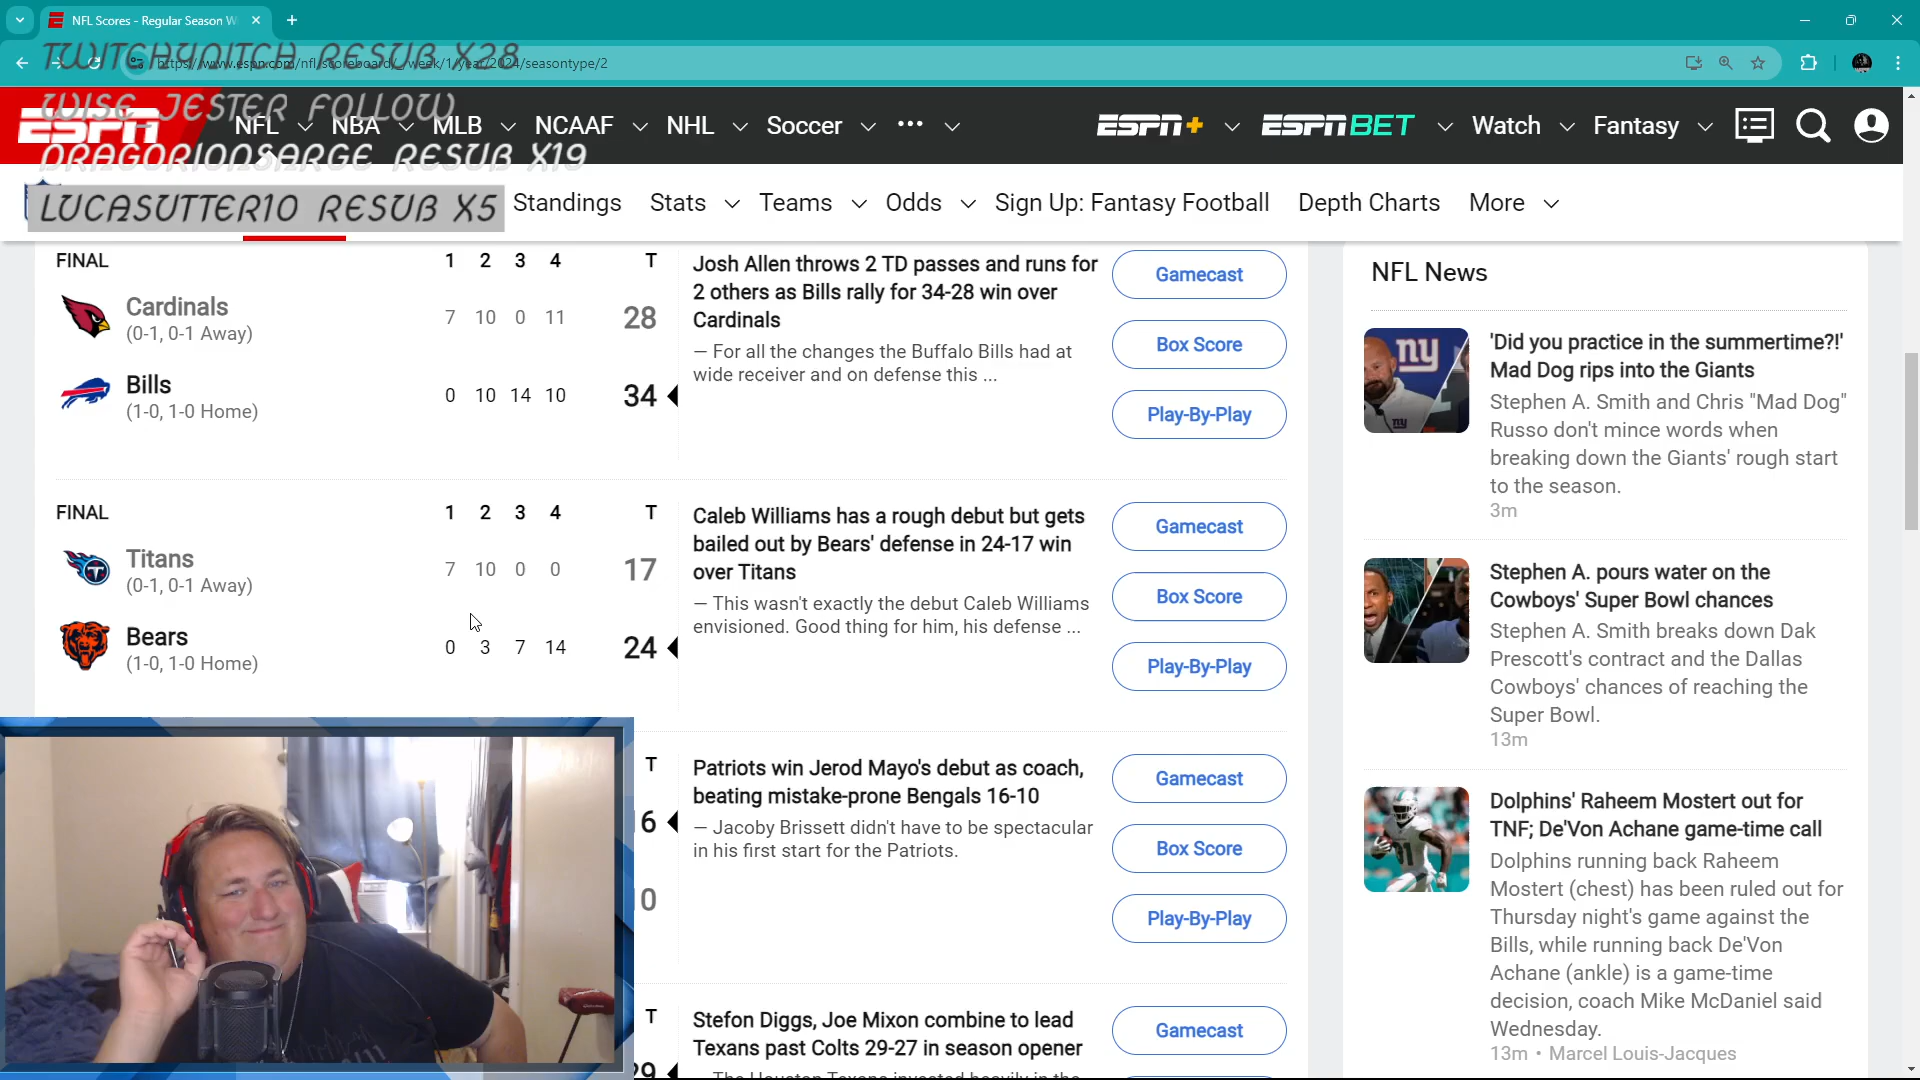 NFL Scores - Regular Season W
TWITCHYDITCH RESUB X28
https://www.espn.com/nfl/scoreboard/_/week/1/year/2024/seasontype/2
WISE_JESTER FOLLOW
ESPN NFL NBA MLB NCAAF NHL Soccer ESPN+ ESPN BET Watch Fantasy
DRAGORIONSARGE RESUB X19
LUCASUTTER10 RESUB X5
Standings Stats Teams Odds Sign Up: Fantasy Football Depth Charts More
FINAL 1 2 3 4 T
Cardinals 7 10 0 11 28
(0-1, 0-1 Away)
Bills 0 10 14 10 34
(1-0, 1-0 Home)
Josh Allen throws 2 TD passes and runs for
2 others as Bills rally for 34-28 win over
Cardinals
— For all the changes the Buffalo Bills had at
wide receiver and on defense this ...
Gamecast
Box Score
Play-By-Play
FINAL 1 2 3 4 T
Titans 7 10 0 0 17
(0-1, 0-1 Away)
Bears 0 3 7 14 24
(1-0, 1-0 Home)
Caleb Williams has a rough debut but gets
bailed out by Bears' defense in 24-17 win
over Titans
— This wasn't exactly the debut Caleb Williams
envisioned. Good thing for him, his defense ...
Gamecast
Box Score
Play-By-Play
T
6
0
Patriots win Jerod Mayo's debut as coach,
beating mistake-prone Bengals 16-10
— Jacoby Brissett didn't have to be spectacular
in his first start for the Patriots.
Gamecast
Box Score
Play-By-Play
T
29
Stefon Diggs, Joe Mixon combine to lead
Texans past Colts 29-27 in season opener
— The Houston Texans invested heavily in the
Gamecast
NFL News
ny
'Did you practice in the summertime?!'
Mad Dog rips into the Giants
Stephen A. Smith and Chris "Mad Dog"
Russo don't mince words when
breaking down the Giants' rough start
to the season.
3m
Stephen A. pours water on the
Cowboys' Super Bowl chances
Stephen A. Smith breaks down Dak
Prescott's contract and the Dallas
Cowboys' chances of reaching the
Super Bowl.
13m
Dolphins' Raheem Mostert out for
TNF; De'Von Achane game-time call
Dolphins running back Raheem
Mostert (chest) has been ruled out for
Thursday night's game against the
Bills, while running back De'Von
Achane (ankle) is a game-time
decision, coach Mike McDaniel said
Wednesday.
13m • Marcel Louis-Jacques